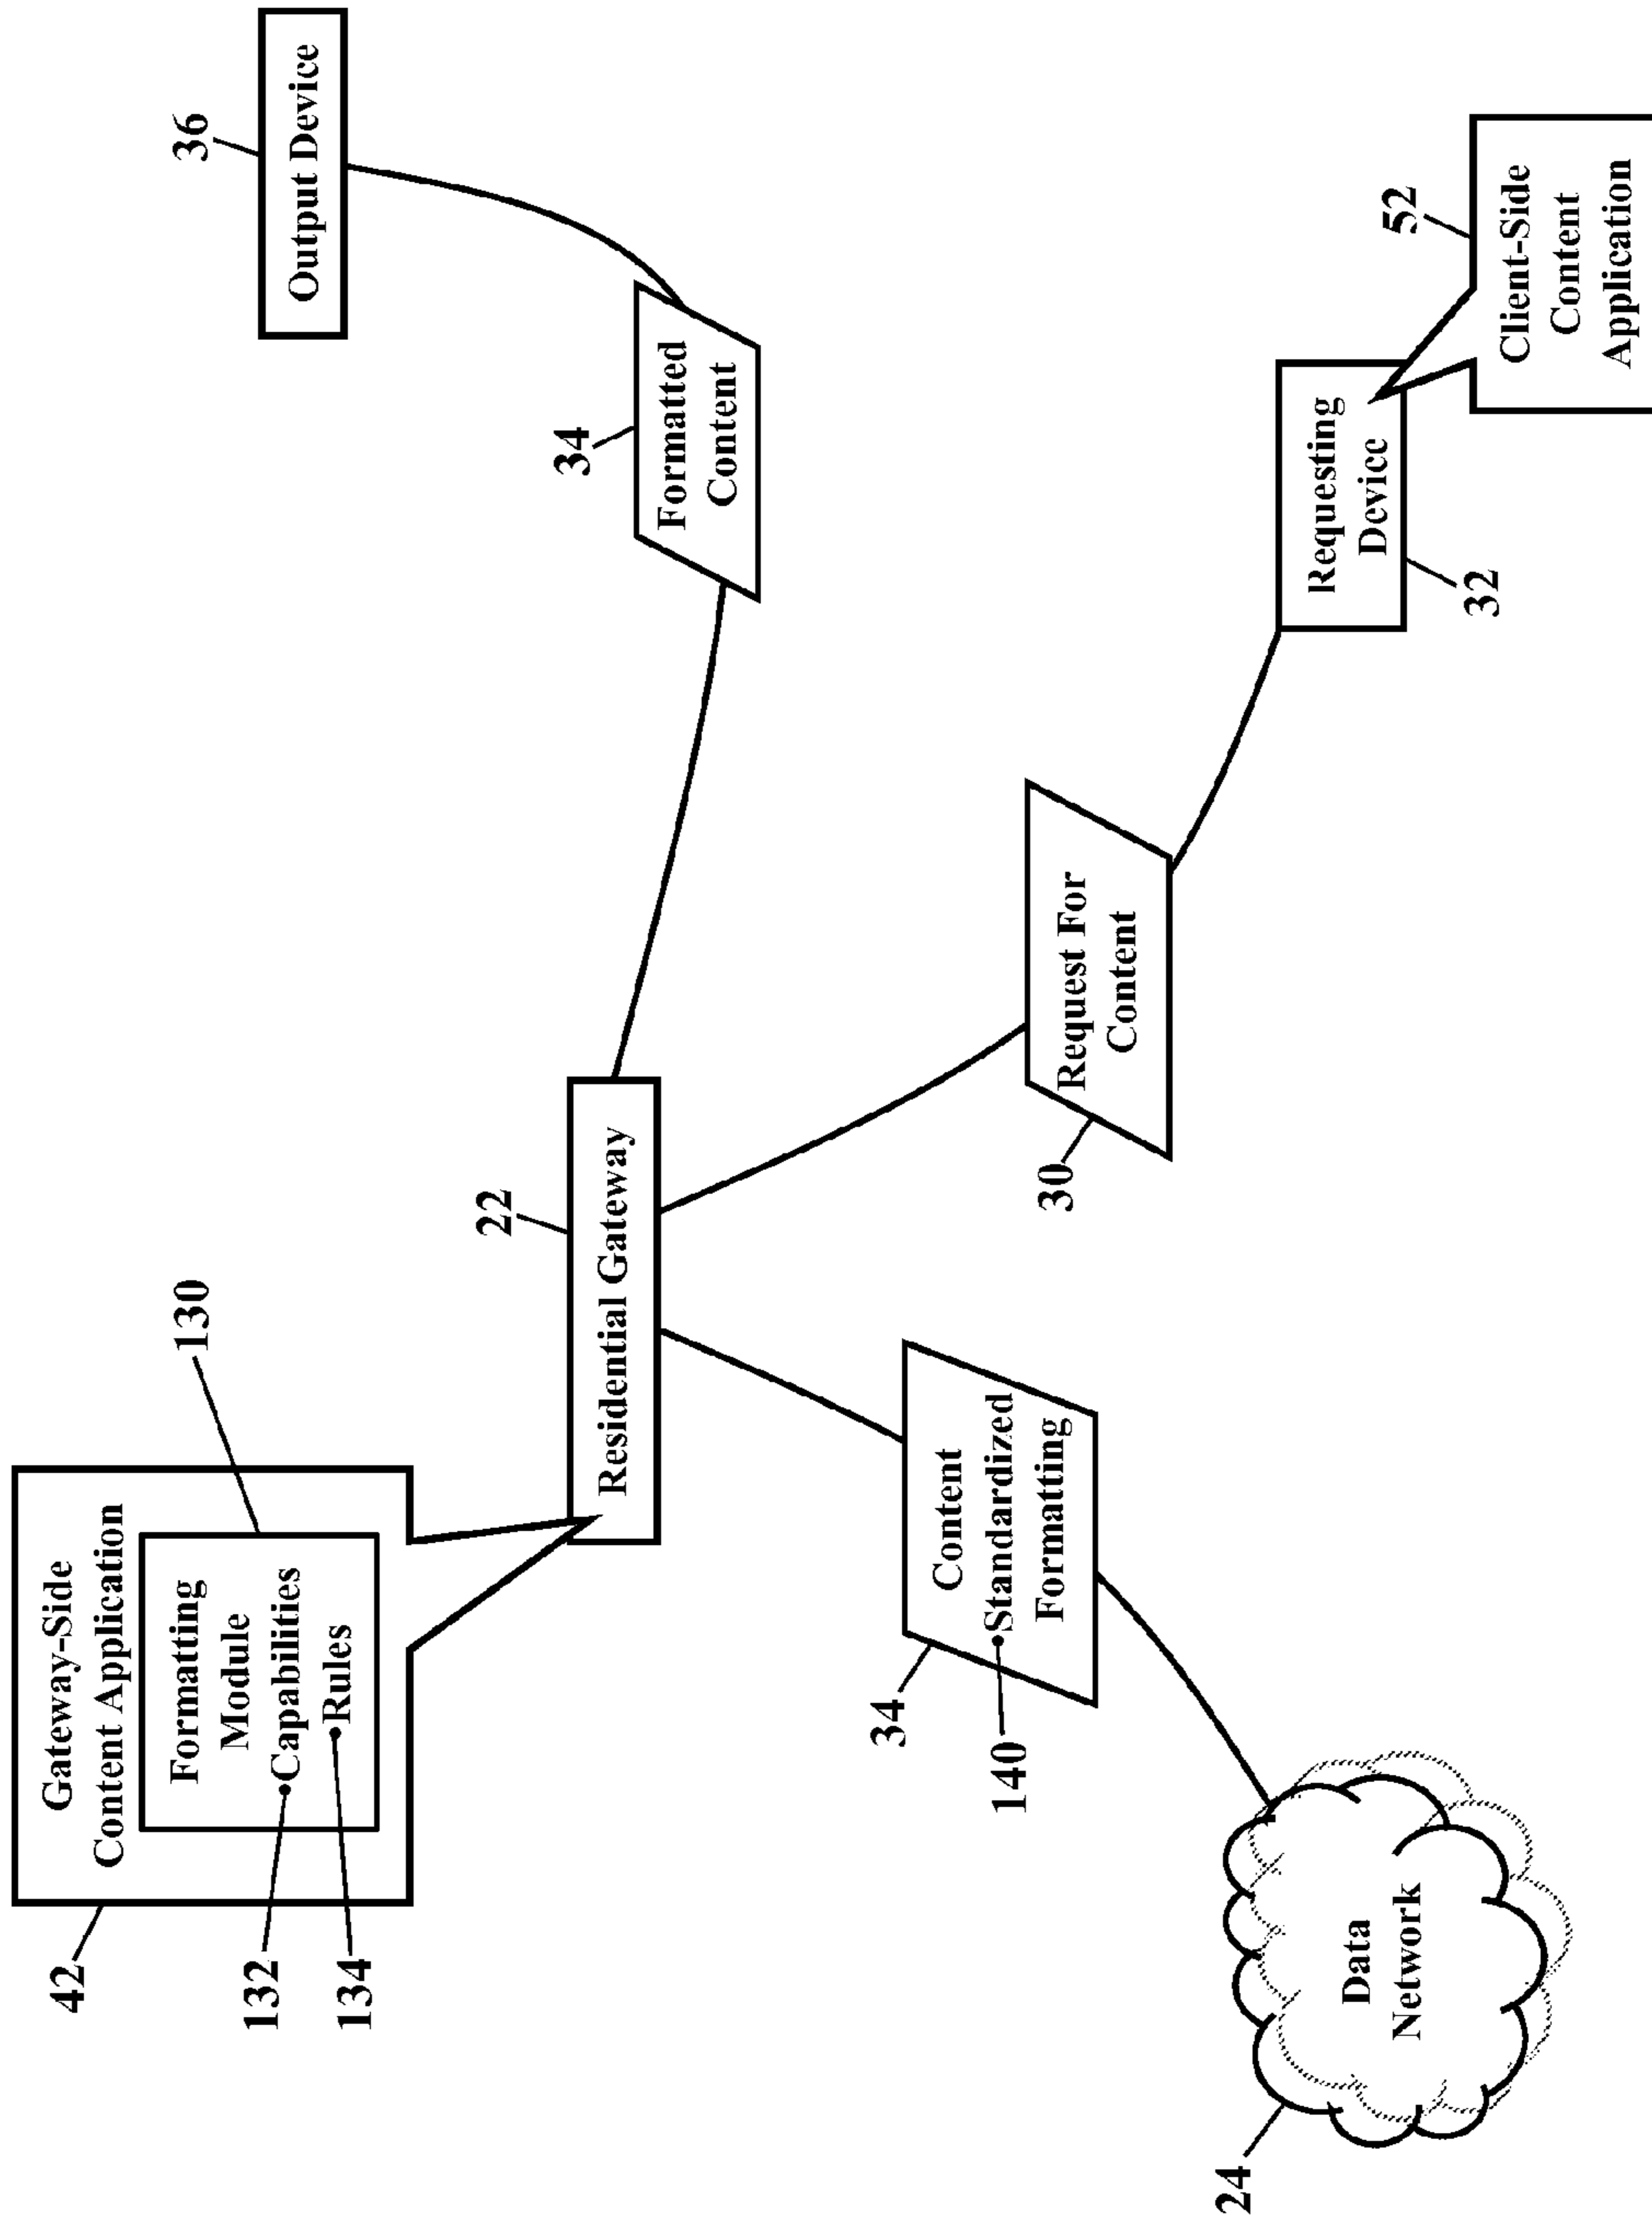 42
Gateway-Side
Content Application
130
Formatting
Module
Capabilities
Rules
132
134
22
Residential Gateway
36
Output Device
34
Formatted
Content
34
Content
Standardized
Formatting
140
30
Request For
Content
Requesting
Device
32
52
Client-Side
Content
Application
24
Data
Network